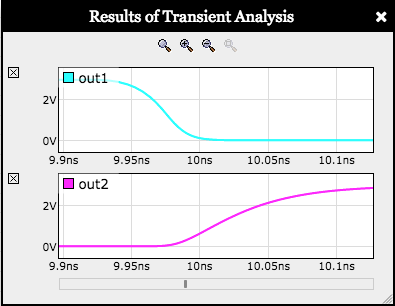 Results of Transient Analysis
out1
2V
0V
9.9ns 9.95ns 10ns 10.05ns 10.1ns
out2
2V
0V
9.9ns 9.95ns 10ns 10.05ns 10.1ns